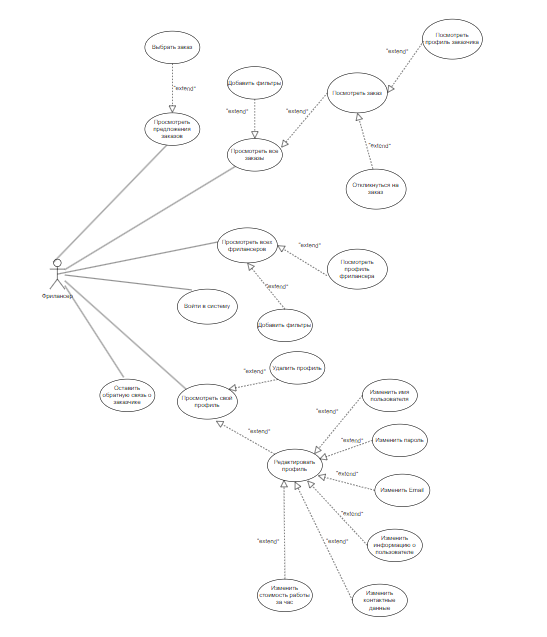 Посмотреть
профиль заказчика
Выбрать заказ
"extend"
Добавить фильтры
"extend"
Посмотреть заказ
"extend"
"extend"
Просмотреть
предложения
заказов
"extend"
Просмотреть все
заказы
"extend"
Откликнуться на
заказ
Просмотреть всех
фрилансеров
"extend"
Посмотреть
профиль
фрилансера
"extend"
Фрилансер
Войти в систему
Добавить фильтры
Удалить профиль
"extend"
Оставить
обратную связь о
заказчике
Просмотреть свой
профиль
Изменить имя
пользователя
"extend"
"extend"
Изменить пароль
"extend"
Редактировать
профиль
"extend"
Изменить Email
"extend"
"extend"
"extend"
Изменить
информацию о
пользователе
Изменить
стоимость работы
за час
Изменить
контактные
данные